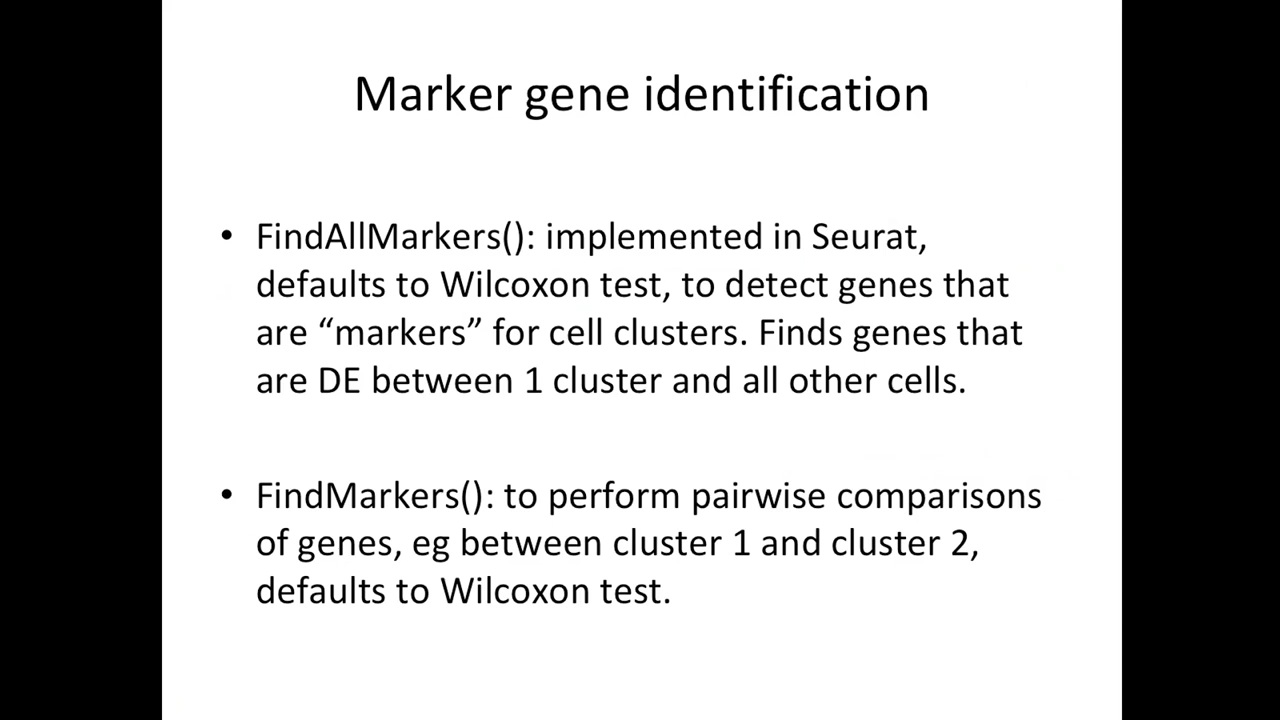 Marker gene identification
• FindAllMarkers(): implemented in Seurat,
defaults to Wilcoxon test, to detect genes that
are “markers” for cell clusters. Finds genes that
are DE between 1 cluster and all other cells.
• FindMarkers(): to perform pairwise comparisons
of genes, eg between cluster 1 and cluster 2,
defaults to Wilcoxon test.